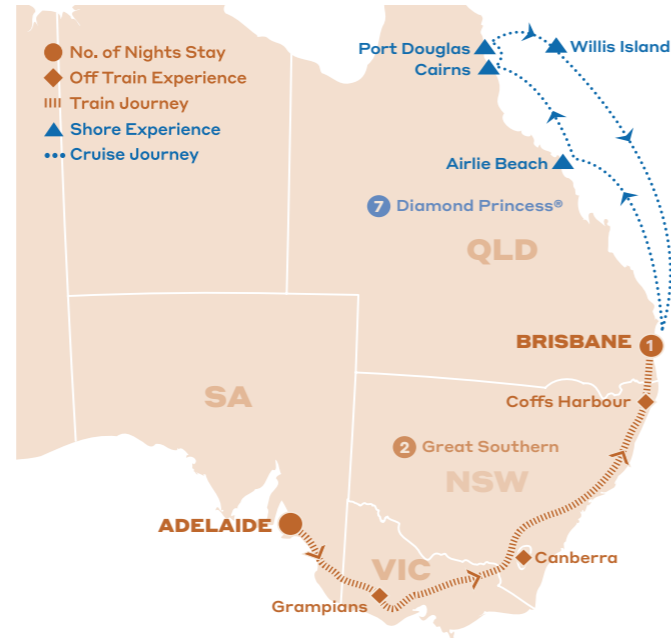 No. of Nights Stay
Off Train Experience
Train Journey
Shore Experience
Cruise Journey
Port Douglas
Willis Island
Cairns
Airlie Beach
7 Diamond Princess®
QLD
BRISBANE 1
SA
Coffs Harbour
2 Great Southern
NSW
ADELAIDE
VIC
Canberra
Grampians